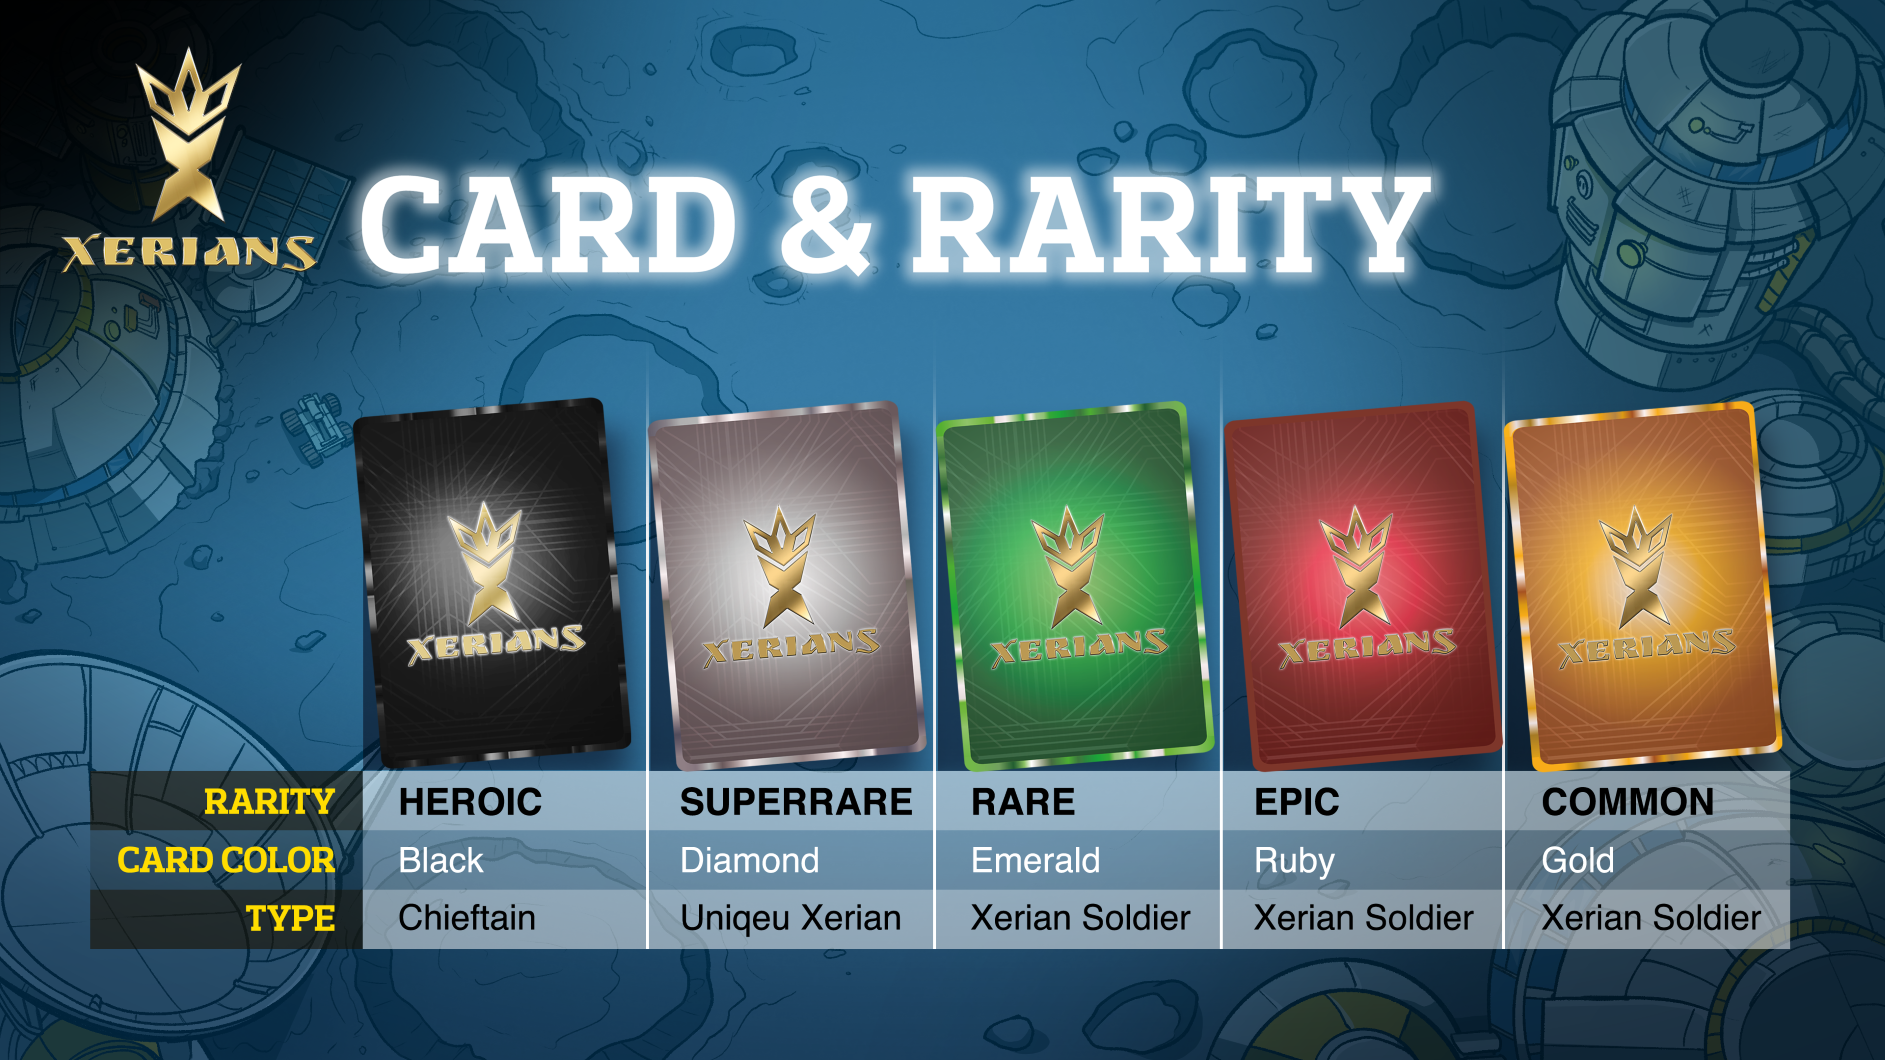 XERIANS
CARD & RARITY
XERIANS XERIANS XERIANS XERIANS XERIANS
RARITY HEROIC SUPERRARE RARE EPIC COMMON
CARD COLOR Black Diamond Emerald Ruby Gold
TYPE Chieftain Uniqeu Xerian Xerian Soldier Xerian Soldier Xerian Soldier